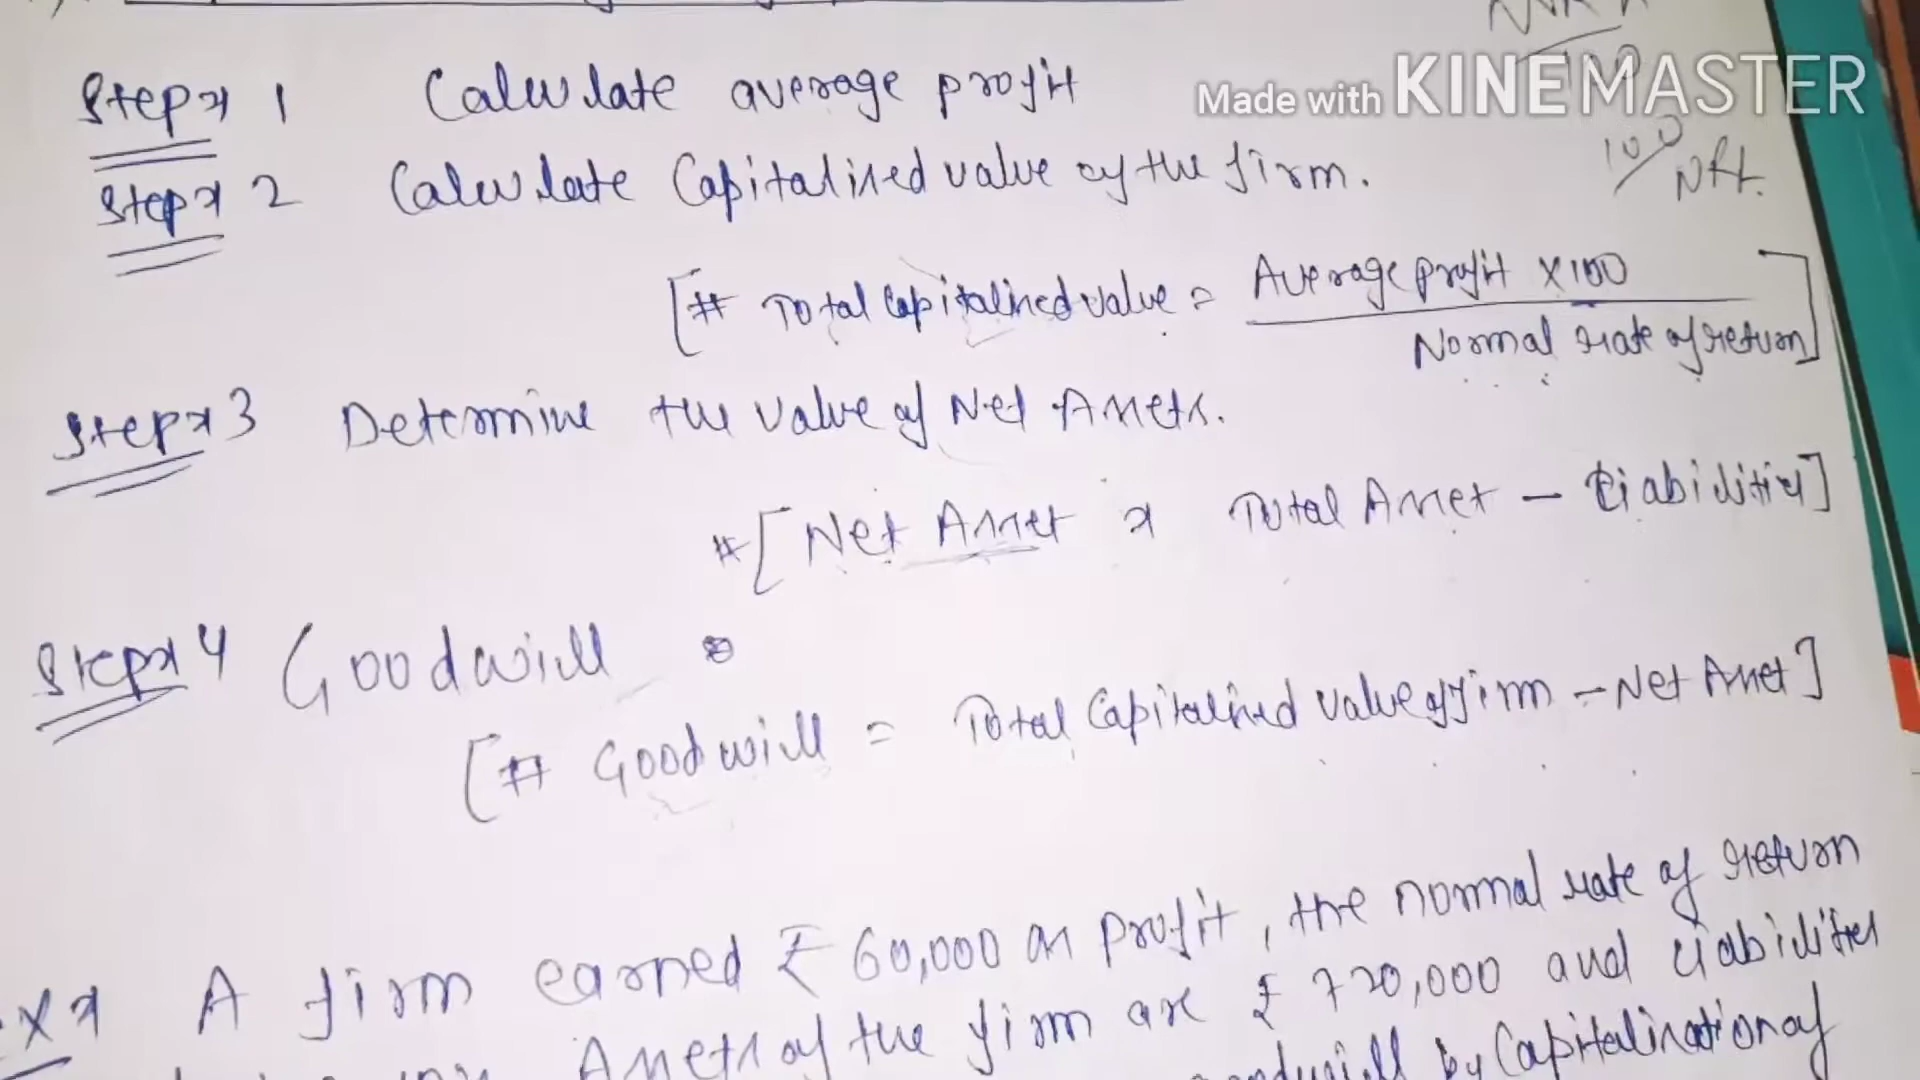 Step 1 Calculate average profit
Made with KINEMASTER
Step 2 Calculate Capitalised value of the firm.
100/NRR.
[# Total Capitalised value = Average profit x 100
Normal rate of return]
Step 3 Determine the value of Net Assets.
#[Net Asset = Total Asset - Liabilities]
Step 4 Goodwill
[# Goodwill = Total Capitalised value of firm - Net Asset]
A firm earned ₹ 60,000 as profit, the normal rate of return
Assets of the firm are ₹ 720,000 and liabilities
goodwill by Capitalisation of